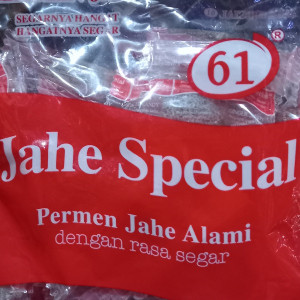 SEGARNYA HANGAT
HANGATNYA SEGAR
61
®
Jahe Special
Permen Jahe Alami
dengan rasa segar